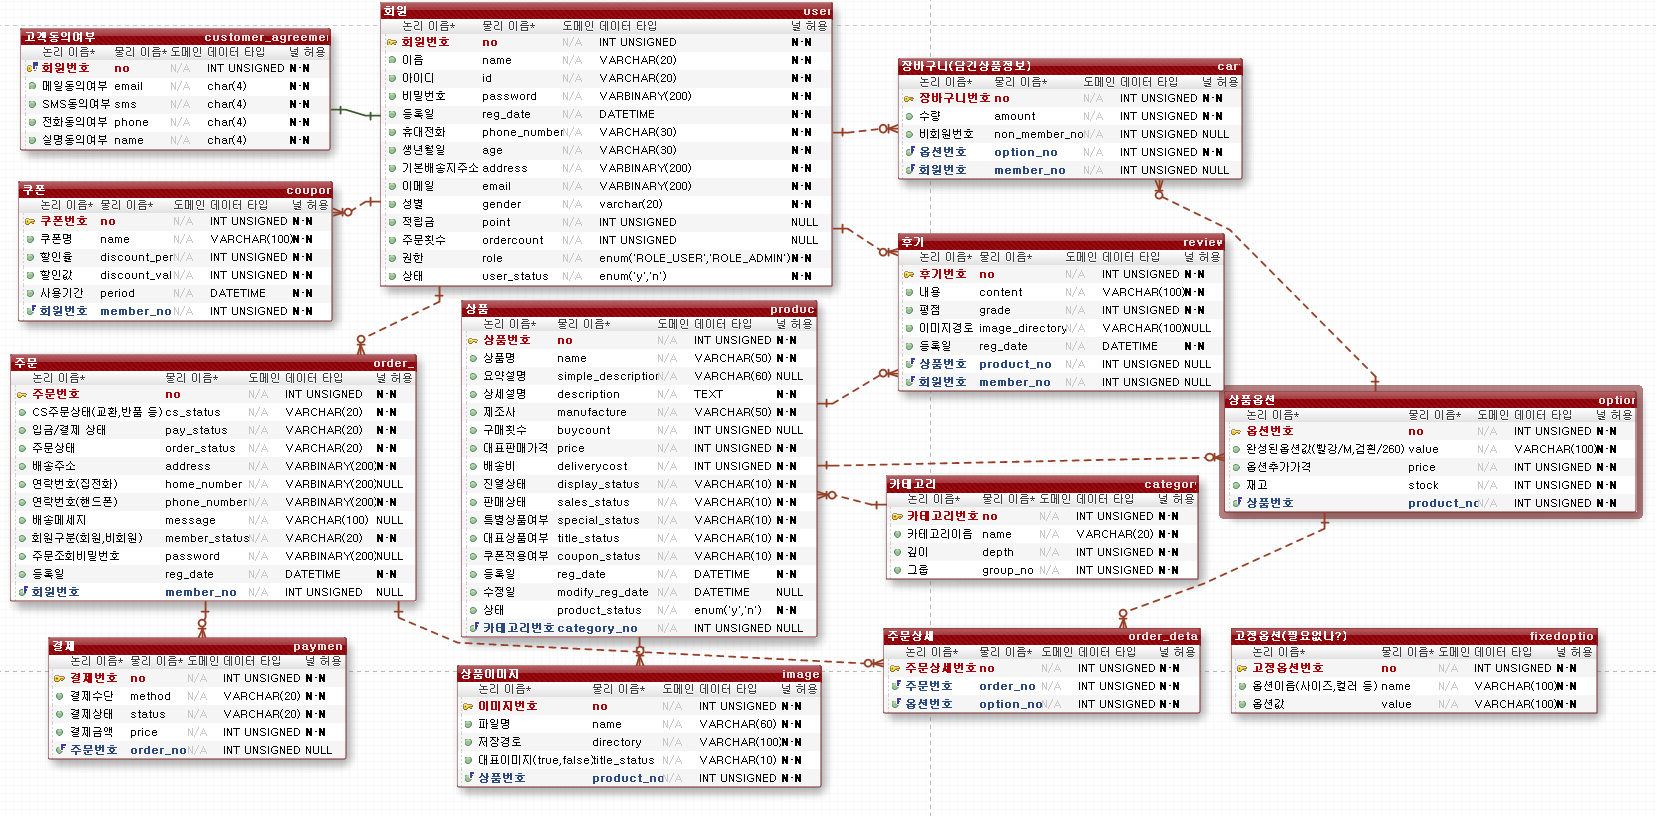 고객동의여부 customer_agreemer
논리 이름* 물리 이름* 도메인 데이터 타입 널 허용
회원번호 no N/A INT UNSIGNED N-N
메일동의여부 email N/A char(4) N-N
SMS동의여부 sms N/A char(4) N-N
전화동의여부 phone N/A char(4) N-N
실명동의여부 name N/A char(4) N-N
회원 user
논리 이름* 물리 이름* 도메인 데이터 타입 널 허용
회원번호 no N/A INT UNSIGNED N-N
이름 name N/A VARCHAR(20) N-N
아이디 id N/A VARCHAR(20) N-N
비밀번호 password N/A VARBINARY(200) N-N
등록일 reg_date N/A DATETIME N-N
휴대전화 phone_number N/A VARCHAR(30) N-N
생년월일 age N/A VARCHAR(30) N-N
기본배송지주소 address N/A VARBINARY(200) N-N
이메일 email N/A VARBINARY(200) N-N
성별 gender N/A varchar(20) N-N
적립금 point N/A INT UNSIGNED NULL
주문횟수 ordercount N/A INT UNSIGNED NULL
권한 role N/A enum('ROLE_USER','ROLE_ADMIN') N-N
상태 user_status N/A enum('y','n') N-N
장바구니(담긴상품정보) car
논리 이름* 물리 이름* 도메인 데이터 타입 널 허용
장바구니번호 no N/A INT UNSIGNED N-N
수량 amount N/A INT UNSIGNED N-N
비회원번호 non_member_no N/A INT UNSIGNED NULL
옵션번호 option_no N/A INT UNSIGNED N-N
회원번호 member_no N/A INT UNSIGNED NULL
쿠폰 coupor
논리 이름* 물리 이름* 도메인 데이터 타입 널 허용
쿠폰번호 no N/A INT UNSIGNED N-N
쿠폰명 name N/A VARCHAR(100) N-N
할인율 discount_per N/A INT UNSIGNED N-N
할인값 discount_val N/A INT UNSIGNED N-N
사용기간 period N/A DATETIME N-N
회원번호 member_no N/A INT UNSIGNED N-N
후기 review
논리 이름* 물리 이름* 도메인 데이터 타입 널 허용
후기번호 no N/A INT UNSIGNED N-N
내용 content N/A VARCHAR(100) N-N
평점 grade N/A INT UNSIGNED N-N
이미지경로 image_directory N/A VARCHAR(100) NULL
등록일 reg_date N/A DATETIME N-N
상품번호 product_no N/A INT UNSIGNED NULL
회원번호 member_no N/A INT UNSIGNED NULL
상품 produc
논리 이름* 물리 이름* 도메인 데이터 타입 널 허용
상품번호 no N/A INT UNSIGNED N-N
상품명 name N/A VARCHAR(50) N-N
요약설명 simple_description N/A VARCHAR(60) NULL
상세설명 description N/A TEXT N-N
제조사 manufacture N/A VARCHAR(50) N-N
구매횟수 buycount N/A INT UNSIGNED NULL
대표판매가격 price N/A INT UNSIGNED N-N
배송비 deliverycost N/A INT UNSIGNED N-N
진열상태 display_status N/A VARCHAR(10) N-N
판매상태 sales_status N/A VARCHAR(10) N-N
특별상품여부 special_status N/A VARCHAR(10) N-N
대표상품여부 title_status N/A VARCHAR(10) N-N
쿠폰적용여부 coupon_status N/A VARCHAR(10) N-N
등록일 reg_date N/A DATETIME N-N
수정일 modify_reg_date N/A DATETIME NULL
상태 product_status N/A enum('y','n') N-N
카테고리번호 category_no N/A INT UNSIGNED NULL
주문 order_
논리 이름* 물리 이름* 도메인 데이터 타입 널 허용
주문번호 no N/A INT UNSIGNED N-N
CS주문상태(교환,반품 등) cs_status N/A VARCHAR(20) N-N
입금/결제 상태 pay_status N/A VARCHAR(20) N-N
주문상태 order_status N/A VARCHAR(20) N-N
배송주소 address N/A VARBINARY(200) N-N
연락번호(집전화) home_number N/A VARBINARY(200) NULL
연락번호(핸드폰) phone_number N/A VARBINARY(200) N-N
배송메세지 message N/A VARCHAR(100) NULL
회원구분(회원,비회원) member_status N/A VARCHAR(20) N-N
주문조회비밀번호 password N/A VARBINARY(200) NULL
등록일 reg_date N/A DATETIME N-N
회원번호 member_no N/A INT UNSIGNED NULL
상품옵션 optior
논리 이름* 물리 이름* 도메인 데이터 타입 널 허용
옵션번호 no N/A INT UNSIGNED N-N
완성된옵션값(빨강/M,검흰/260) value N/A VARCHAR(100) N-N
옵션추가가격 price N/A INT UNSIGNED N-N
재고 stock N/A INT UNSIGNED N-N
상품번호 product_nc N/A INT UNSIGNED N-N
카테고리 categor
논리 이름* 물리 이름* 도메인 데이터 타입 널 허용
카테고리번호 no N/A INT UNSIGNED N-N
카테고리이름 name N/A VARCHAR(20) N-N
깊이 depth N/A INT UNSIGNED N-N
그룹 group_no N/A INT UNSIGNED N-N
결제 paymen
논리 이름* 물리 이름* 도메인 데이터 타입 널 허용
결제번호 no N/A INT UNSIGNED N-N
결제수단 method N/A VARCHAR(20) N-N
결제상태 status N/A VARCHAR(20) N-N
결제금액 price N/A INT UNSIGNED N-N
주문번호 order_no N/A INT UNSIGNED NULL
상품이미지 image
논리 이름* 물리 이름* 도메인 데이터 타입 널 허용
이미지번호 no N/A INT UNSIGNED N-N
파일명 name N/A VARCHAR(60) N-N
저장경로 directory N/A VARCHAR(100) N-N
대표이미지(true,false) title_status N/A VARCHAR(10) N-N
상품번호 product_no N/A INT UNSIGNED N-N
주문상세 order_deta
논리 이름* 물리 이름* 도메인 데이터 타입 널 허용
주문상세번호 no N/A INT UNSIGNED N-N
주문번호 order_no N/A INT UNSIGNED N-N
옵션번호 option_no N/A INT UNSIGNED N-N
고정옵션(필요없나?) fixedoptio
논리 이름* 물리 이름* 도메인 데이터 타입 널 허용
고정옵션번호 no N/A INT UNSIGNED N-N
옵션이름(사이즈,컬러 등) name N/A VARCHAR(100) N-N
옵션값 value N/A VARCHAR(100) N-N